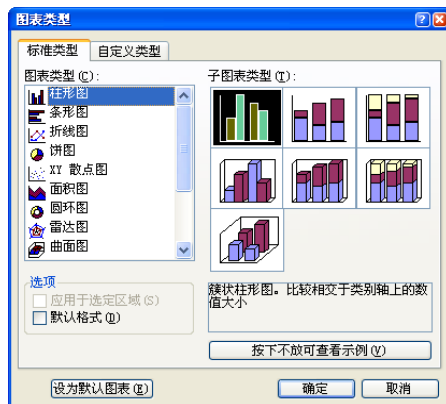 图表类型
标准类型 自定义类型
图表类型(C): 子图表类型(T):
柱形图
条形图
折线图
饼图
XY 散点图
面积图
圆环图
雷达图
曲面图
选项
应用于选定区域(S)
默认格式(D)
簇状柱形图。比较相交于类别轴上的数
值大小
按下不放可查看示例(V)
设为默认图表(E) 确定 取消